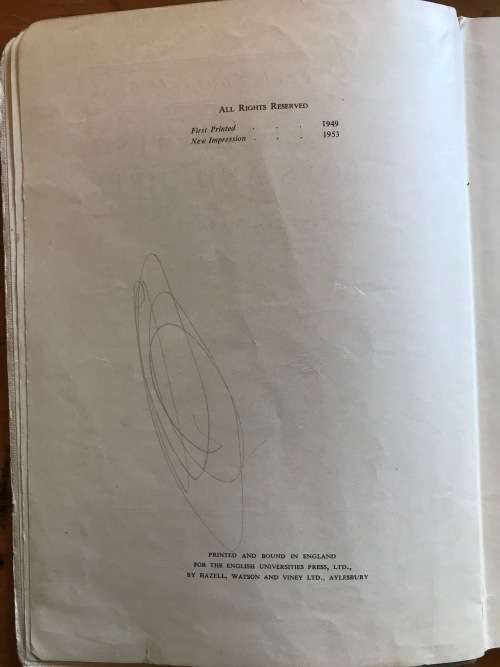 ALL RIGHTS RESERVED
First Printed . . . 1949
New Impression . . . 1953
PRINTED AND BOUND IN ENGLAND
FOR THE ENGLISH UNIVERSITIES PRESS, LTD.,
BY HAZELL, WATSON AND VINEY LTD., AYLESBURY